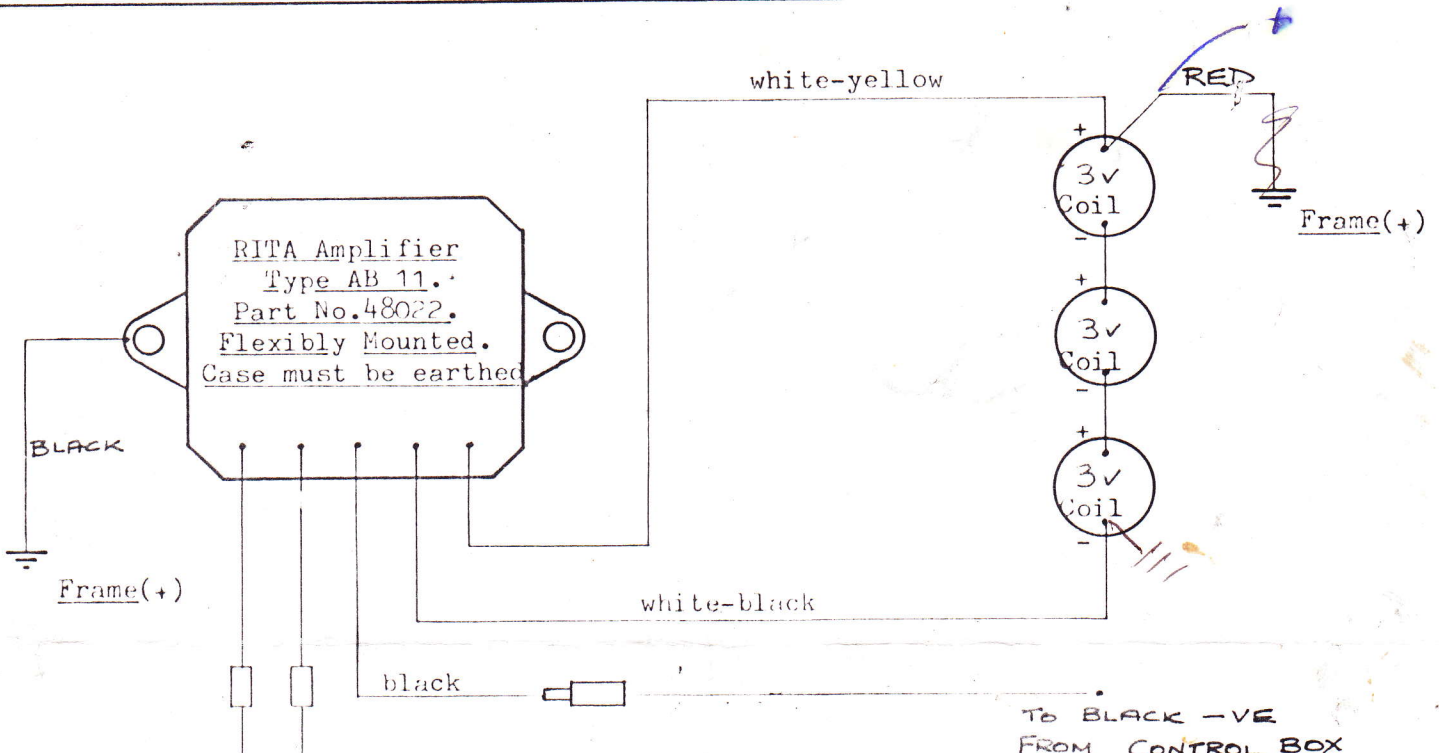 white-yellow
+
RED
+
3v
Coil
-
Frame(+)
RITA Amplifier
Type AB 11.
Part No.48022.
Flexibly Mounted.
Case must be earthed
+
3v
Coil
-
BLACK
+
3v
Coil
-
Frame(+)
white-black
black
TO BLACK -VE
FROM CONTROL BOX